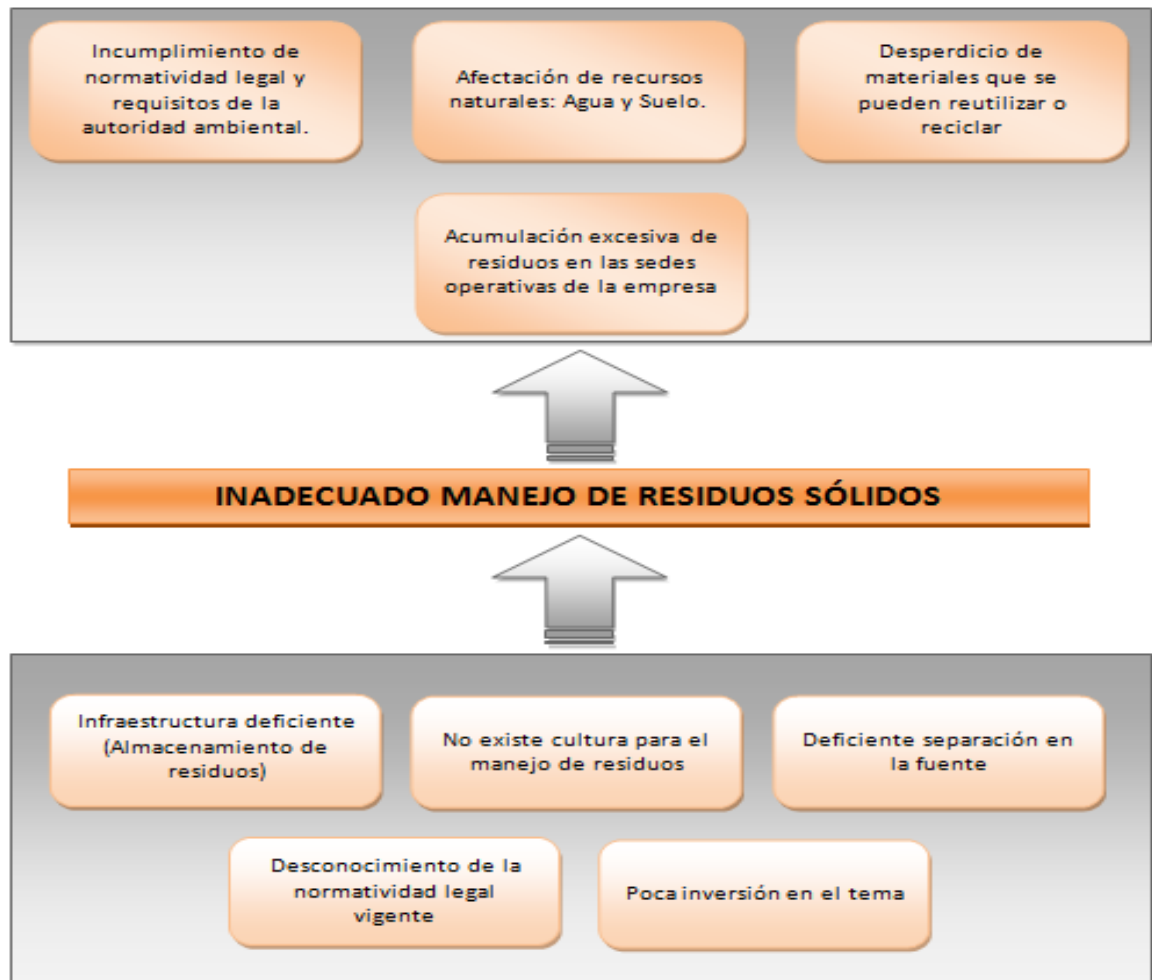 Incumplimiento de
normatividad legal y
requisitos de la
autoridad ambiental.
Afectación de recursos
naturales: Agua y Suelo.
Desperdicio de
materiales que se
pueden reutilizar o
reciclar
Acumulación excesiva de
residuos en las sedes
operativas de la empresa
INADECUADO MANEJO DE RESIDUOS SÓLIDOS
Infraestructura deficiente
(Almacenamiento de
residuos)
No existe cultura para el
manejo de residuos
Deficiente separación en
la fuente
Desconocimiento de la
normatividad legal
vigente
Poca inversión en el tema